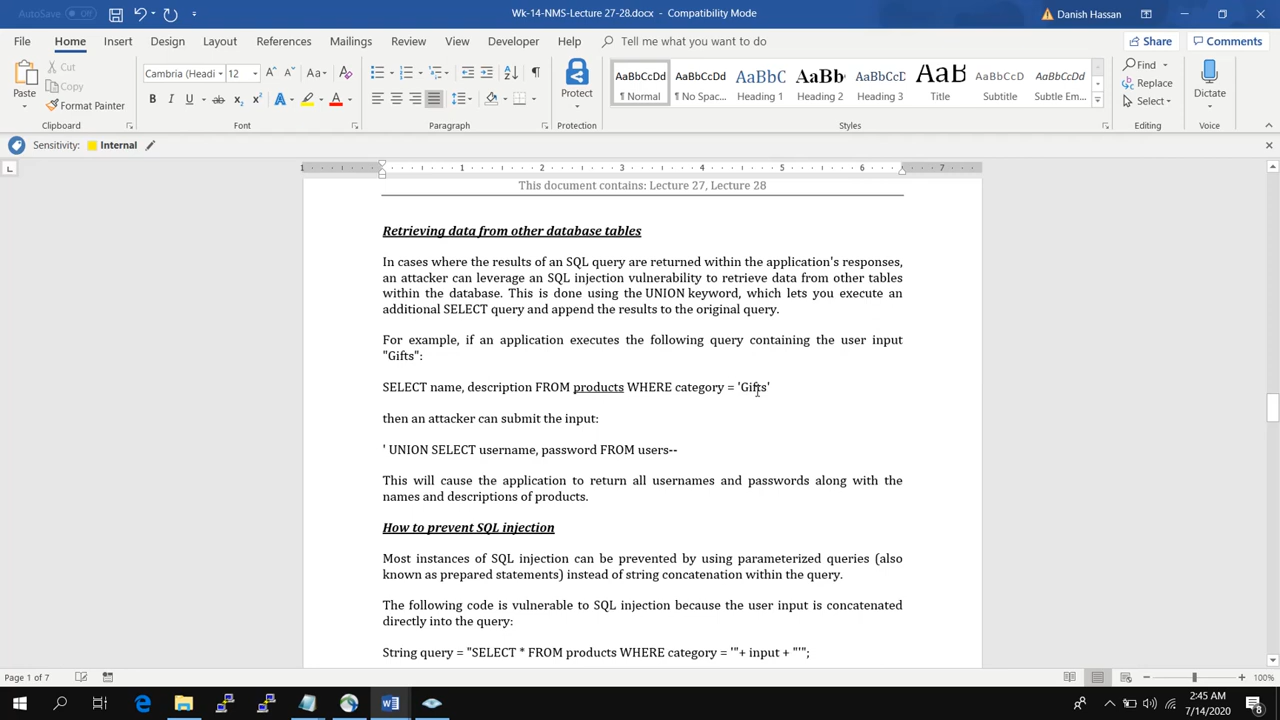 AutoSave Off
Wk-14-NMS-Lecture 27-28.docx - Compatibility Mode
Danish Hassan
File Home Insert Draw Design Layout References Mailings Review View Developer Help Tell me what you want to do
Share Comments
Paste
Cut
Copy
Format Painter
Clipboard
Cambria (Headi 12
Font
Paragraph
Protect
Protection
AaBbCcDd AaBbCcDd AaBbC AaBb AaBbCcD AaB AaBbCcD AaBbCcDd
¶ Normal ¶ No Spac... Heading 1 Heading 2 Heading 3 Title Subtitle Subtle Em...
Styles
Find
Replace
Select
Editing
Dictate
Voice
Sensitivity: Internal
1 1 2 3 4 5 6 7
This document contains: Lecture 27, Lecture 28
Retrieving data from other database tables
In cases where the results of an SQL query are returned within the application's responses,
an attacker can leverage an SQL injection vulnerability to retrieve data from other tables
within the database. This is done using the UNION keyword, which lets you execute an
additional SELECT query and append the results to the original query.
For example, if an application executes the following query containing the user input
"Gifts":
SELECT name, description FROM products WHERE category = 'Gifts'
then an attacker can submit the input:
' UNION SELECT username, password FROM users--
This will cause the application to return all usernames and passwords along with the
names and descriptions of products.
How to prevent SQL injection
Most instances of SQL injection can be prevented by using parameterized queries (also
known as prepared statements) instead of string concatenation within the query.
The following code is vulnerable to SQL injection because the user input is concatenated
directly into the query:
String query = "SELECT * FROM products WHERE category = '"+ input + "'";
Page 1 of 7
100%
2:45 AM
7/14/2020
8